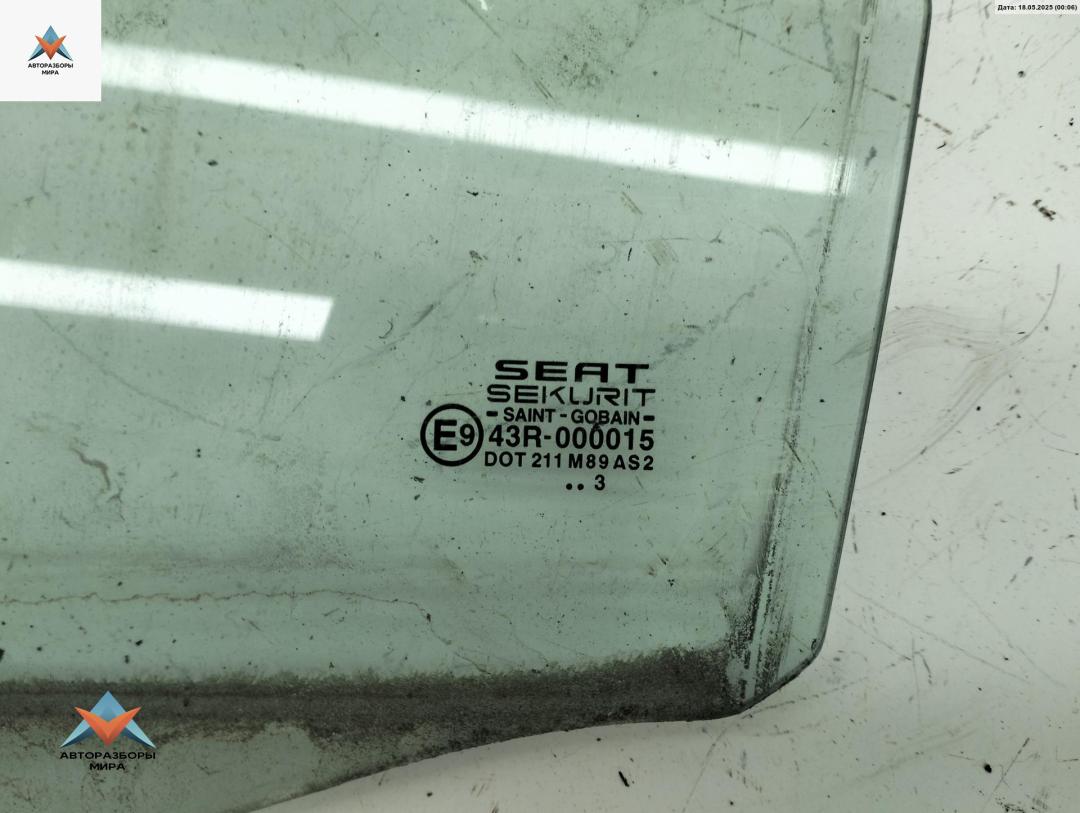 Дата: 18.05.2025 (00:06)
АВТОРАЗБОРЫ
МИРА
SEAT
SEKURIT
- SAINT - GOBAIN -
E9 43R-000015
DOT 211 M89 AS2
.. 3
АВТОРАЗБОРЫ
МИРА